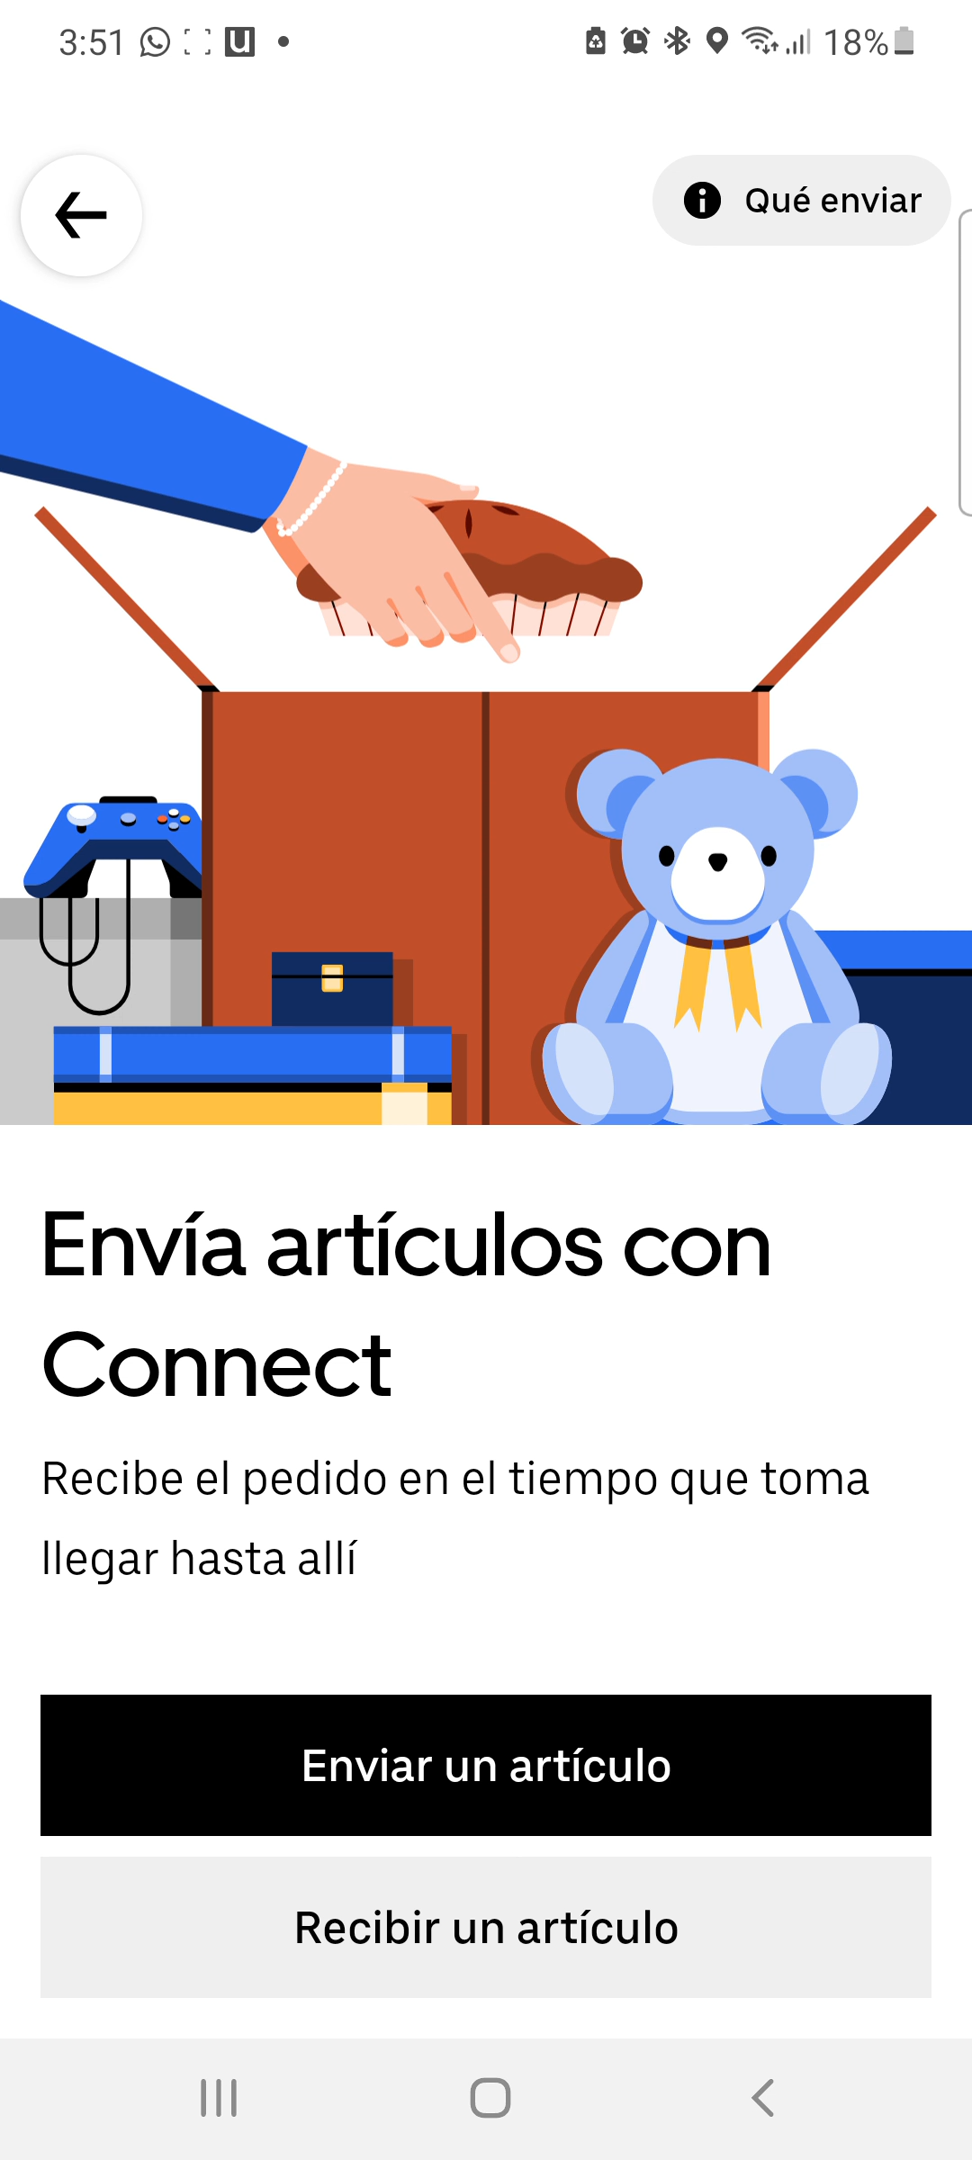 3:51
18%
Qué enviar
Envía artículos con
Connect
Recibe el pedido en el tiempo que toma
llegar hasta allí
Enviar un artículo
Recibir un artículo